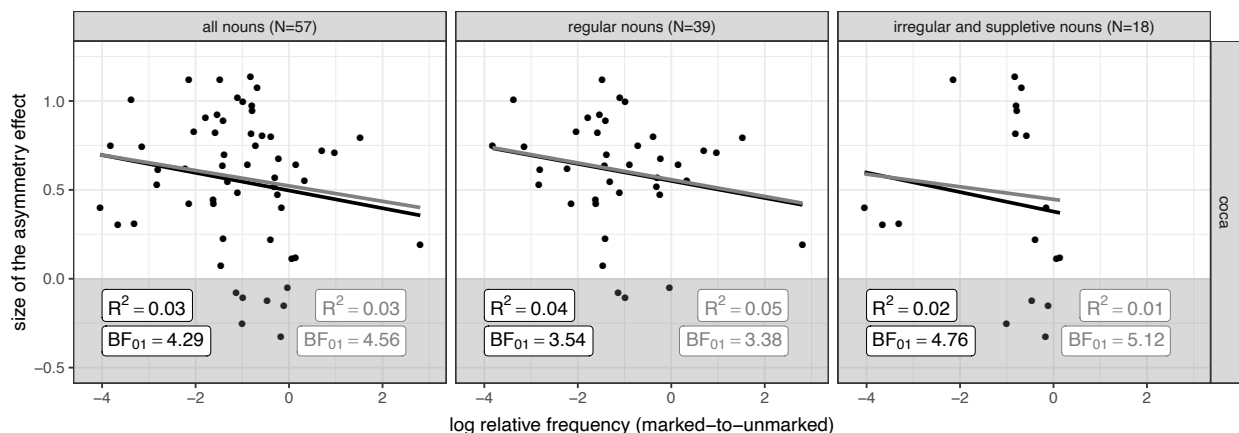 all nouns (N=57)
regular nouns (N=39)
irregular and suppletive nouns (N=18)
size of the asymmetry effect
1.0
0.5
0.0
−0.5
R² = 0.03
R² = 0.03
BF₀₁ = 4.29
BF₀₁ = 4.56
R² = 0.04
R² = 0.05
BF₀₁ = 3.54
BF₀₁ = 3.38
R² = 0.02
R² = 0.01
BF₀₁ = 4.76
BF₀₁ = 5.12
coca
−4 −2 0 2
−4 −2 0 2
−4 −2 0 2
log relative frequency (marked−to−unmarked)